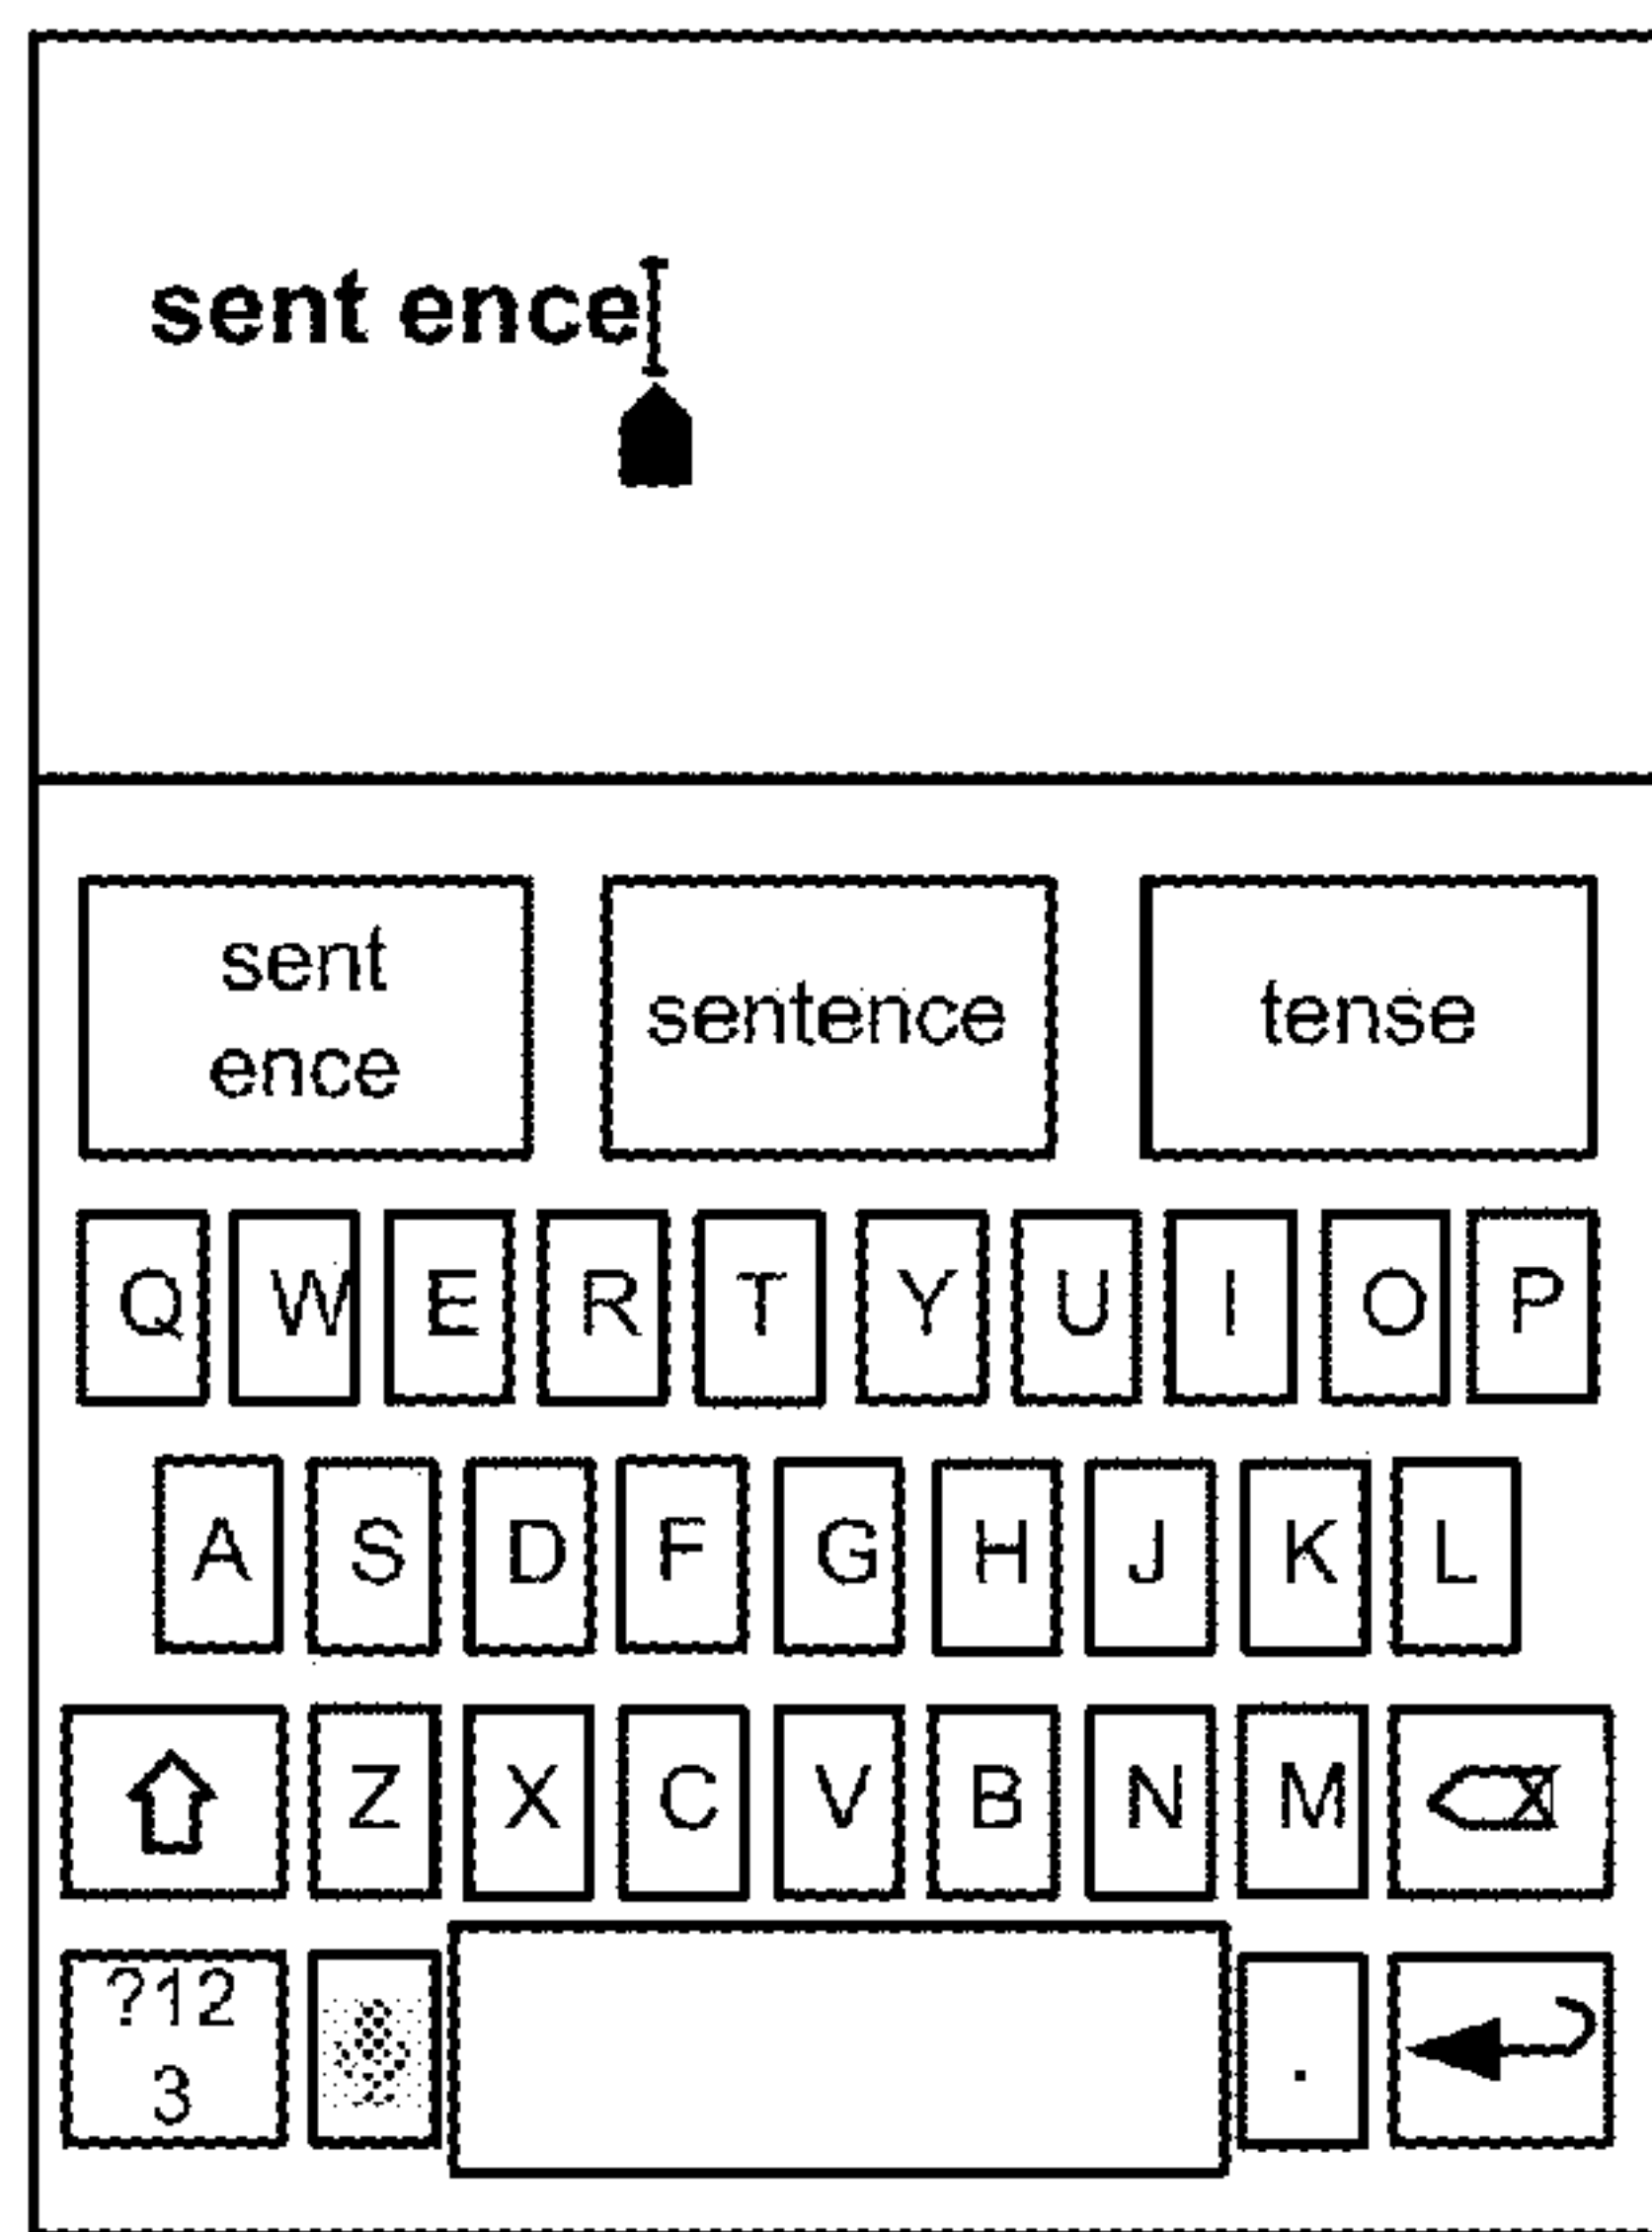 sent ence
sent
ence
sentence
tense
Q W E R T Y U I O P
A S D F G H J K L
Z X C V B N M
?12
3
.